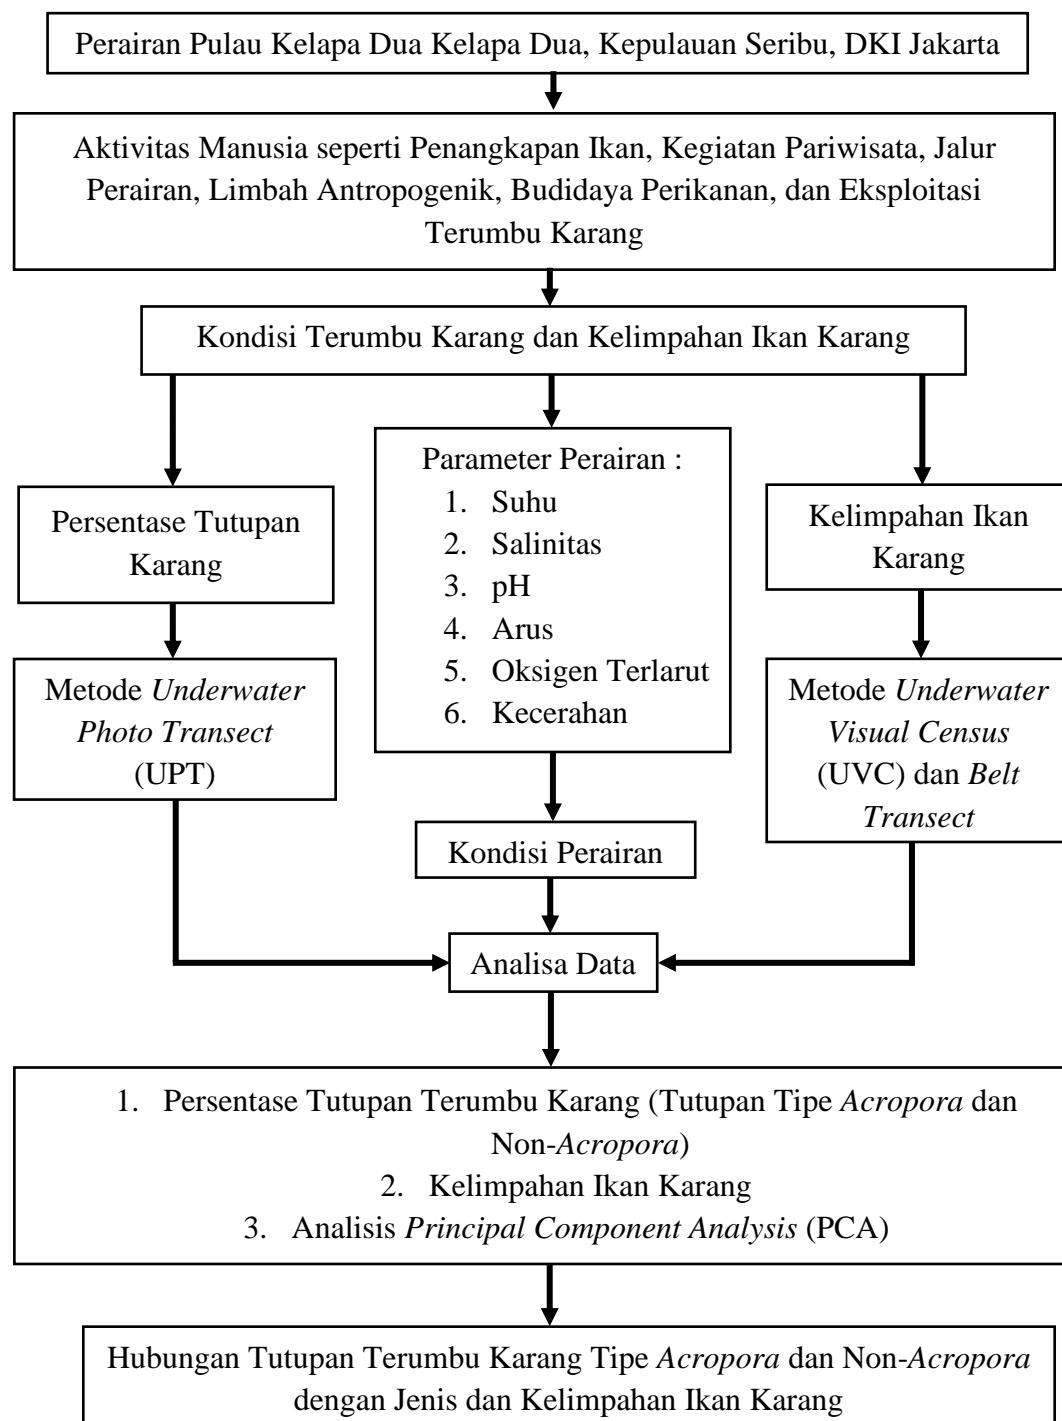 Perairan Pulau Kelapa Dua Kelapa Dua, Kepulauan Seribu, DKI Jakarta
Aktivitas Manusia seperti Penangkapan Ikan, Kegiatan Pariwisata, Jalur
Perairan, Limbah Antropogenik, Budidaya Perikanan, dan Eksploitasi
Terumbu Karang
Kondisi Terumbu Karang dan Kelimpahan Ikan Karang
Persentase Tutupan
Karang
Metode Underwater
Photo Transect
(UPT)
Parameter Perairan :
1. Suhu
2. Salinitas
3. pH
4. Arus
5. Oksigen Terlarut
6. Kecerahan
Kondisi Perairan
Kelimpahan Ikan
Karang
Metode Underwater
Visual Census
(UVC) dan Belt
Transect
Analisa Data
1. Persentase Tutupan Terumbu Karang (Tutupan Tipe Acropora dan
Non-Acropora)
2. Kelimpahan Ikan Karang
3. Analisis Principal Component Analysis (PCA)
Hubungan Tutupan Terumbu Karang Tipe Acropora dan Non-Acropora
dengan Jenis dan Kelimpahan Ikan Karang